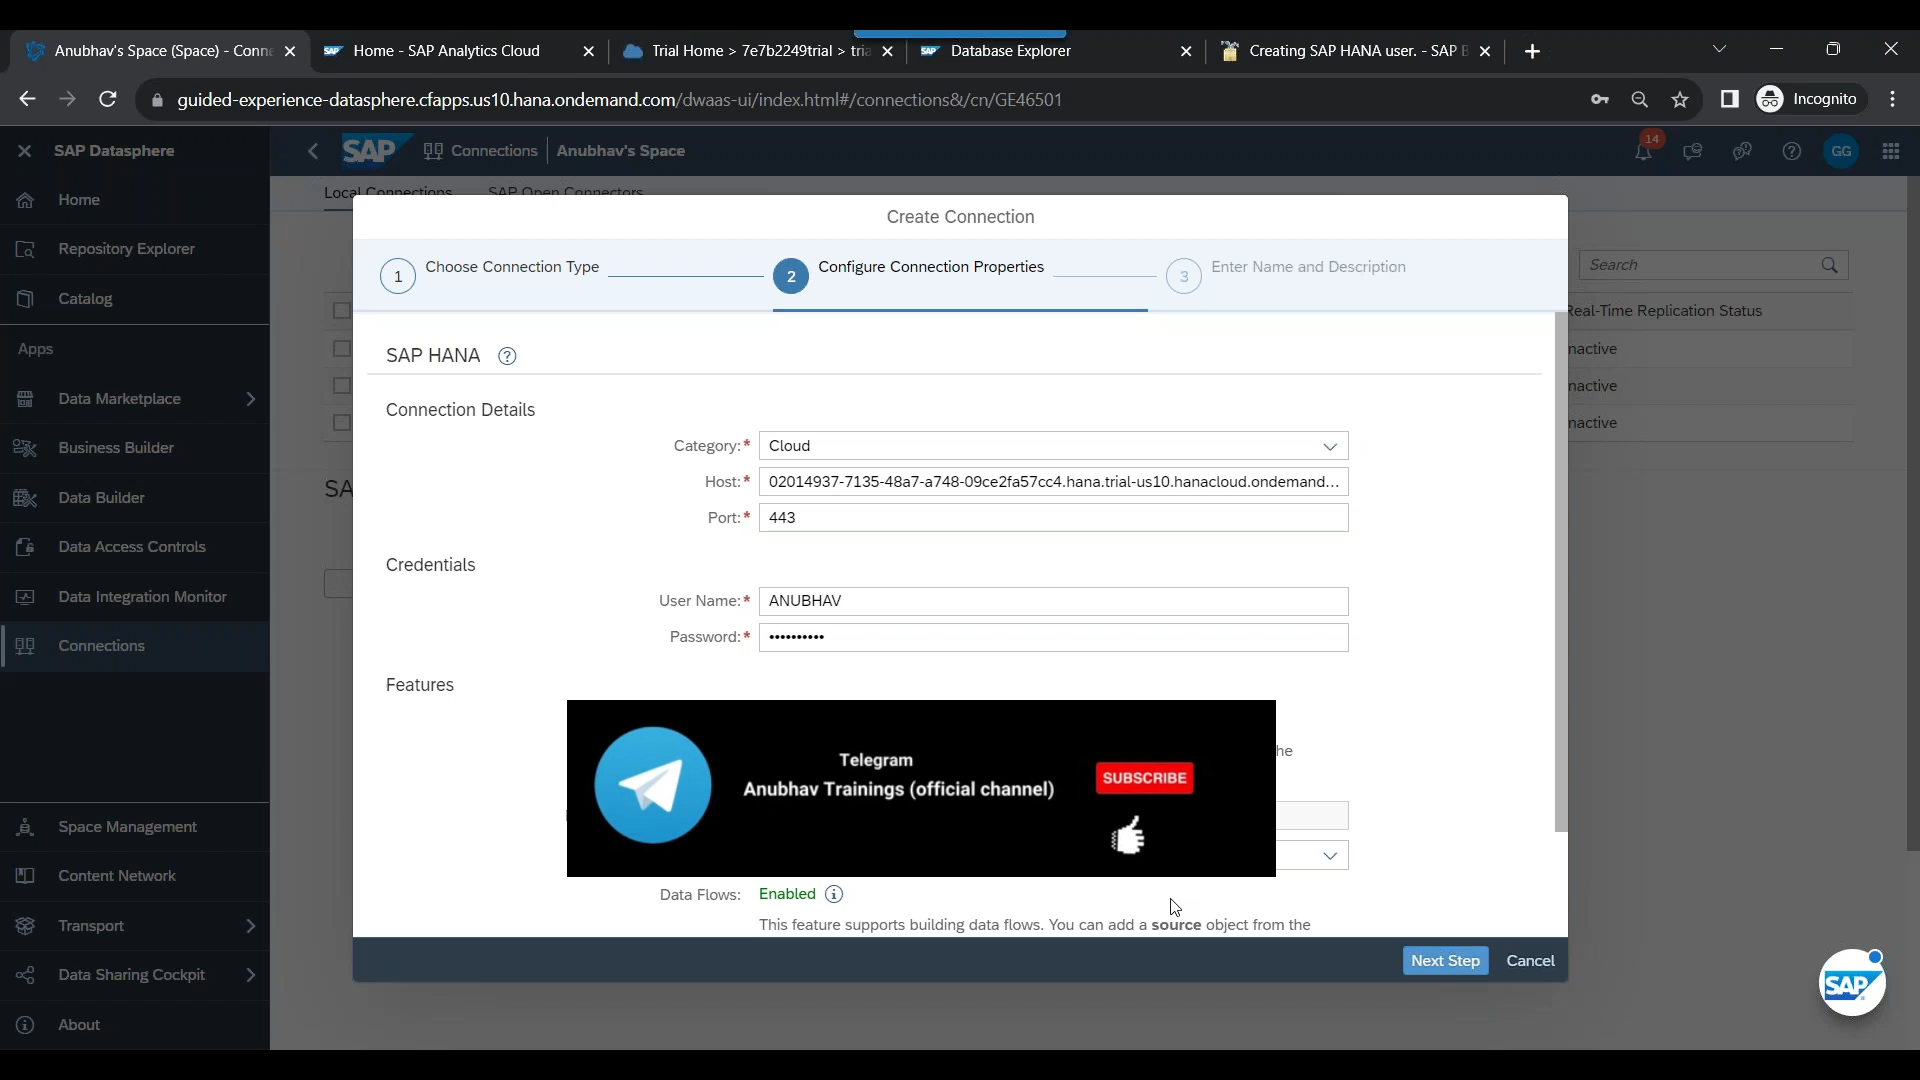 Anubhav's Space (Space) - Conne
Home - SAP Analytics Cloud
Trial Home > 7e7b2249trial > tria
Database Explorer
Creating SAP HANA user. - SAP B
guided-experience-datasphere.cfapps.us10.hana.ondemand.com/dwaas-ui/index.html#/connections&/cn/GE46501
Incognito
SAP Datasphere
SAP
Connections
Anubhav's Space
14
GG
Home
Repository Explorer
Catalog
Apps
Data Marketplace
Business Builder
Data Builder
Data Access Controls
Data Integration Monitor
Connections
Space Management
Content Network
Transport
Data Sharing Cockpit
About
Local Connections
SAP Open Connectors
Search
Real-Time Replication Status
nactive
nactive
nactive
SA
Create Connection
1 Choose Connection Type
2 Configure Connection Properties
3 Enter Name and Description
SAP HANA
Connection Details
Category:* Cloud
Host:* 02014937-7135-48a7-a748-09ce2fa57cc4.hana.trial-us10.hanacloud.ondemand...
Port:* 443
Credentials
User Name:* ANUBHAV
Password:* ••••••••••
Features
he
Telegram
Anubhav Trainings (official channel)
SUBSCRIBE
Data Flows: Enabled
This feature supports building data flows. You can add a source object from the
Next Step
Cancel
SAP